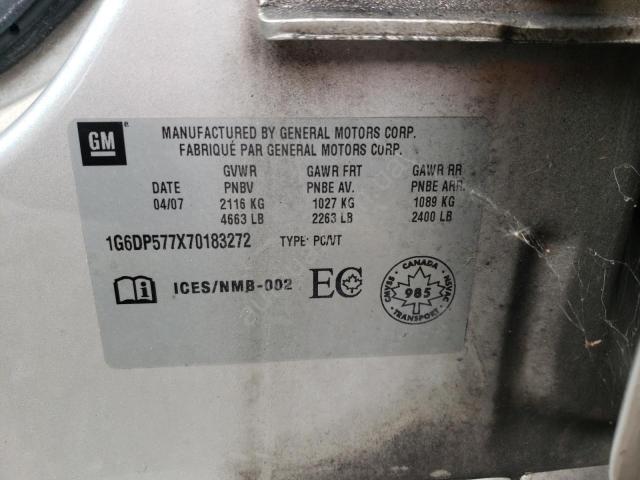 GM
MANUFACTURED BY GENERAL MOTORS CORP.
FABRIQUÉ PAR GENERAL MOTORS CORP.
GVWR GAWR FRT GAWR RR
DATE PNBV PNBE AV. PNBE ARR.
04/07 2116 KG 1027 KG 1089 KG
4663 LB 2263 LB 2400 LB
1G6DP577X70183272 TYPE: PC/VT
ICES/NMB-002 EC
CANADA
CMVSS 985 NSVAC
TRANSPORT